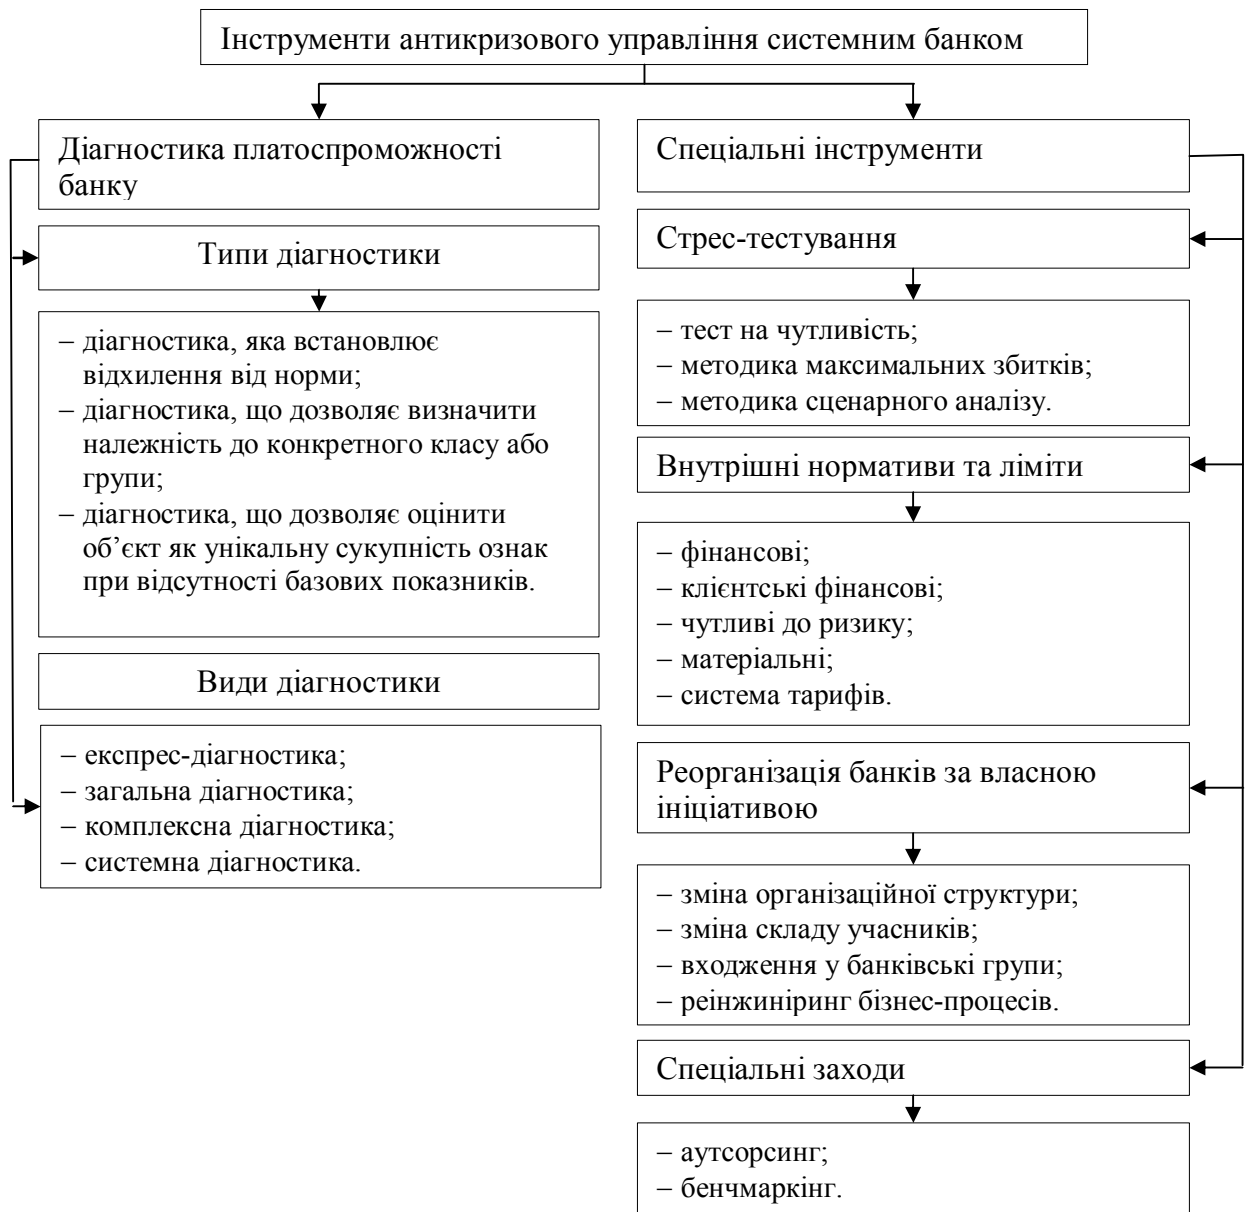 Інструменти антикризового управління системним банком
Діагностика платоспроможності
банку
Типи діагностики
– діагностика, яка встановлює
відхилення від норми;
– діагностика, що дозволяє визначити
належність до конкретного класу або
групи;
– діагностика, що дозволяє оцінити
об’єкт як унікальну сукупність ознак
при відсутності базових показників.
Види діагностики
– експрес-діагностика;
– загальна діагностика;
– комплексна діагностика;
– системна діагностика.
Спеціальні інструменти
Стрес-тестування
– тест на чутливість;
– методика максимальних збитків;
– методика сценарного аналізу.
Внутрішні нормативи та ліміти
– фінансові;
– клієнтські фінансові;
– чутливі до ризику;
– матеріальні;
– система тарифів.
Реорганізація банків за власною
ініціативою
– зміна організаційної структури;
– зміна складу учасників;
– входження у банківські групи;
– реінжиніринг бізнес-процесів.
Спеціальні заходи
– аутсорсинг;
– бенчмаркінг.